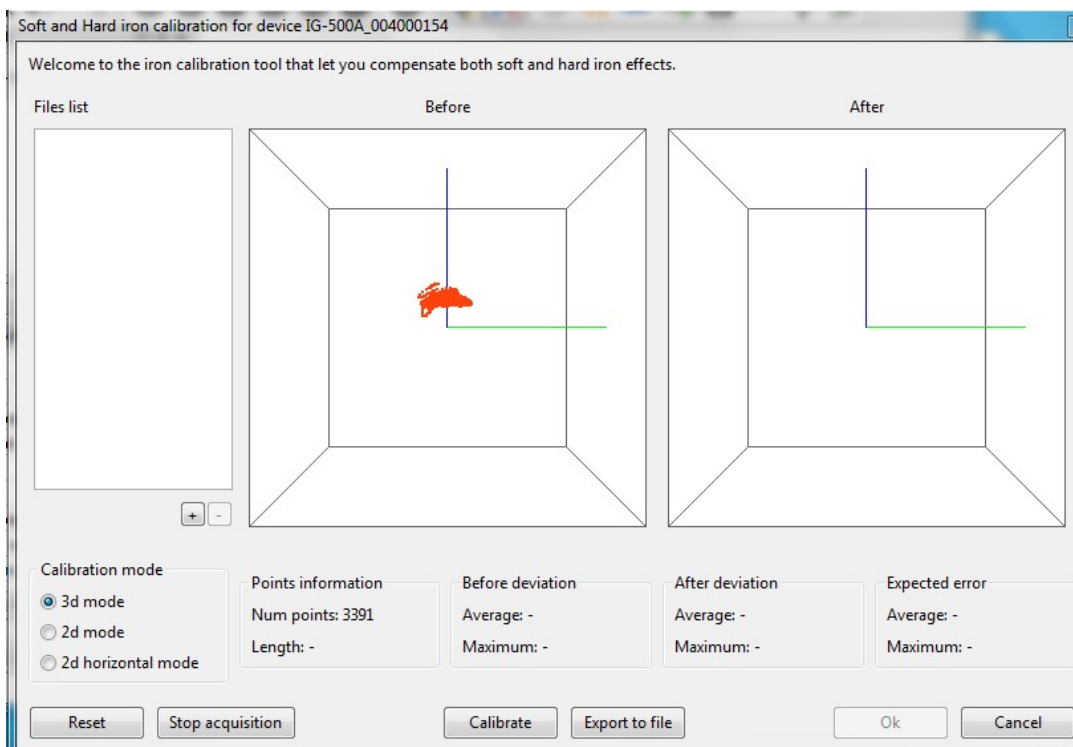 Soft and Hard iron calibration for device IG-500A_004000154
Welcome to the iron calibration tool that let you compensate both soft and hard iron effects.
Files list
Before
After
+ -
Calibration mode
3d mode
2d mode
2d horizontal mode
Points information
Num points: 3391
Length: -
Before deviation
Average: -
Maximum: -
After deviation
Average: -
Maximum: -
Expected error
Average: -
Maximum: -
Reset
Stop acquisition
Calibrate
Export to file
Ok
Cancel